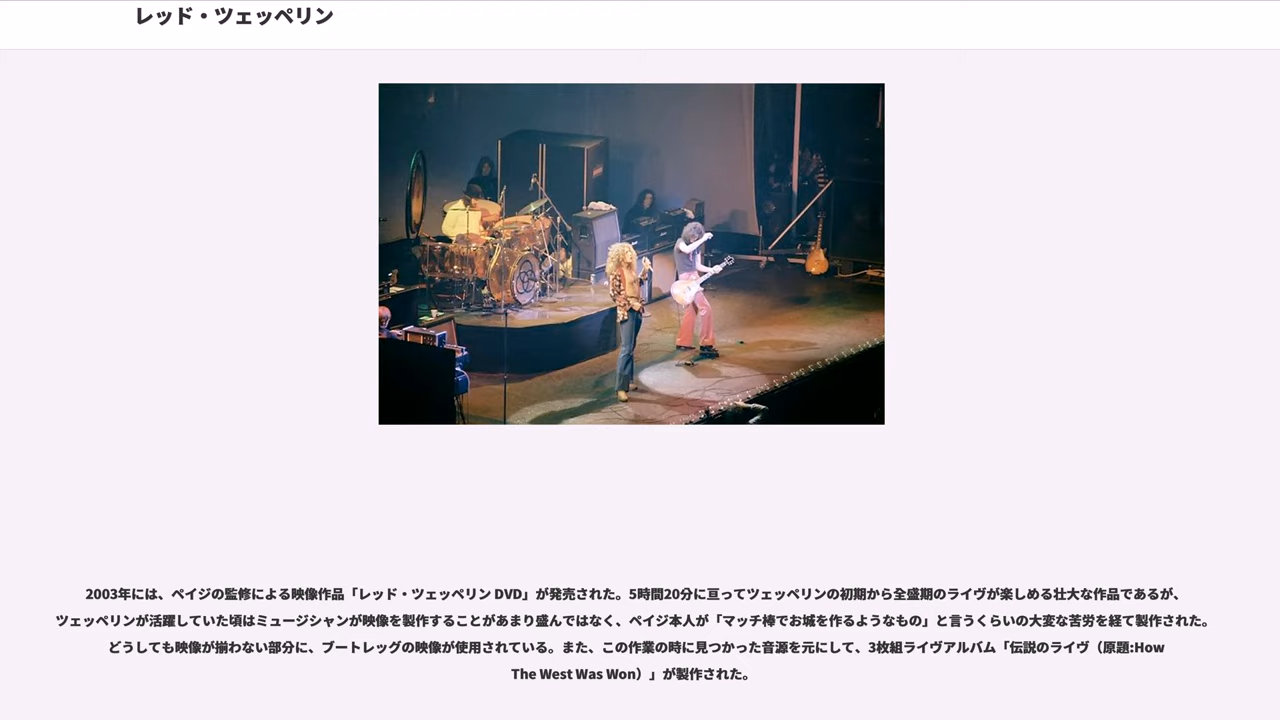 レッド・ツェッペリン
2003年には、ペイジの監修による映像作品「レッド・ツェッペリン DVD」が発売された。5時間20分に亘ってツェッペリンの初期から全盛期のライヴが楽しめる壮大な作品であるが、
ツェッペリンが活躍していた頃はミュージシャンが映像を製作することがあまり盛んではなく、ペイジ本人が「マッチ棒でお城を作るようなもの」と言うくらいの大変な苦労を経て製作された。
どうしても映像が揃わない部分に、ブートレッグの映像が使用されている。また、この作業の時に見つかった音源を元にして、3枚組ライヴアルバム「伝説のライヴ（原題:How
The West Was Won）」が製作された。